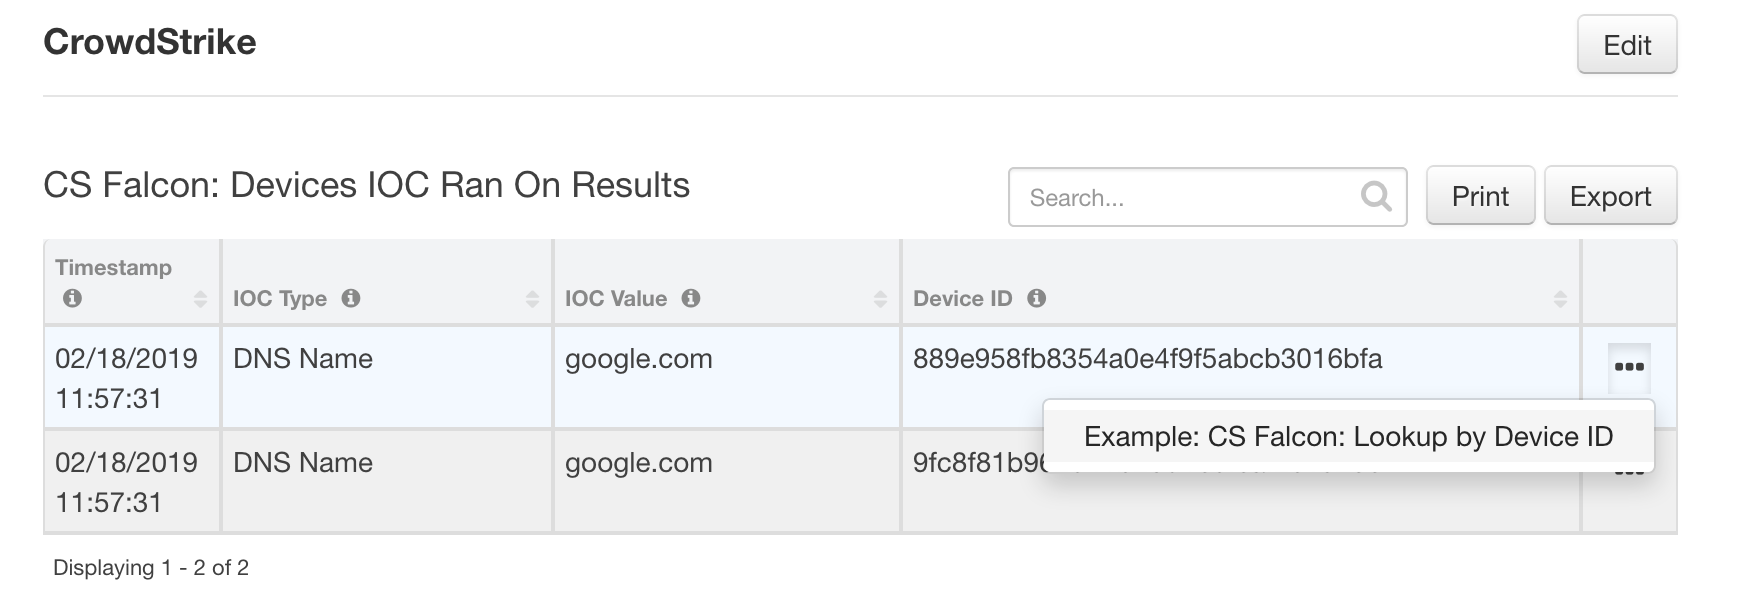 CrowdStrike
Edit
CS Falcon: Devices IOC Ran On Results
Search...
Print
Export
Timestamp
IOC Type
IOC Value
Device ID
02/18/2019
11:57:31
DNS Name
google.com
889e958fb8354a0e4f9f5abcb3016bfa
Example: CS Falcon: Lookup by Device ID
02/18/2019
11:57:31
DNS Name
google.com
Displaying 1 - 2 of 2